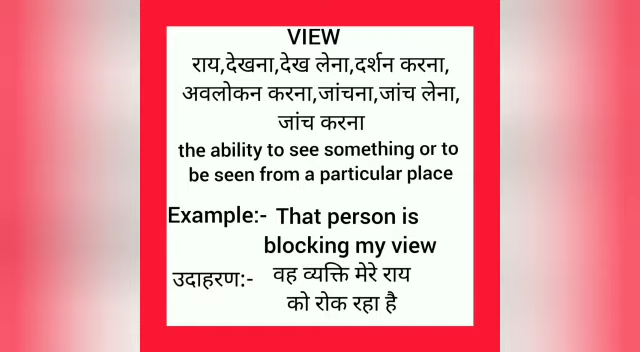 VIEW
राय,देखना,देख लेना,दर्शन करना,
अवलोकन करना,जांचना,जांच लेना,
जांच करना
the ability to see something or to
be seen from a particular place
Example:- That person is
blocking my view
उदाहरण:- वह व्यक्ति मेरे राय
को रोक रहा है